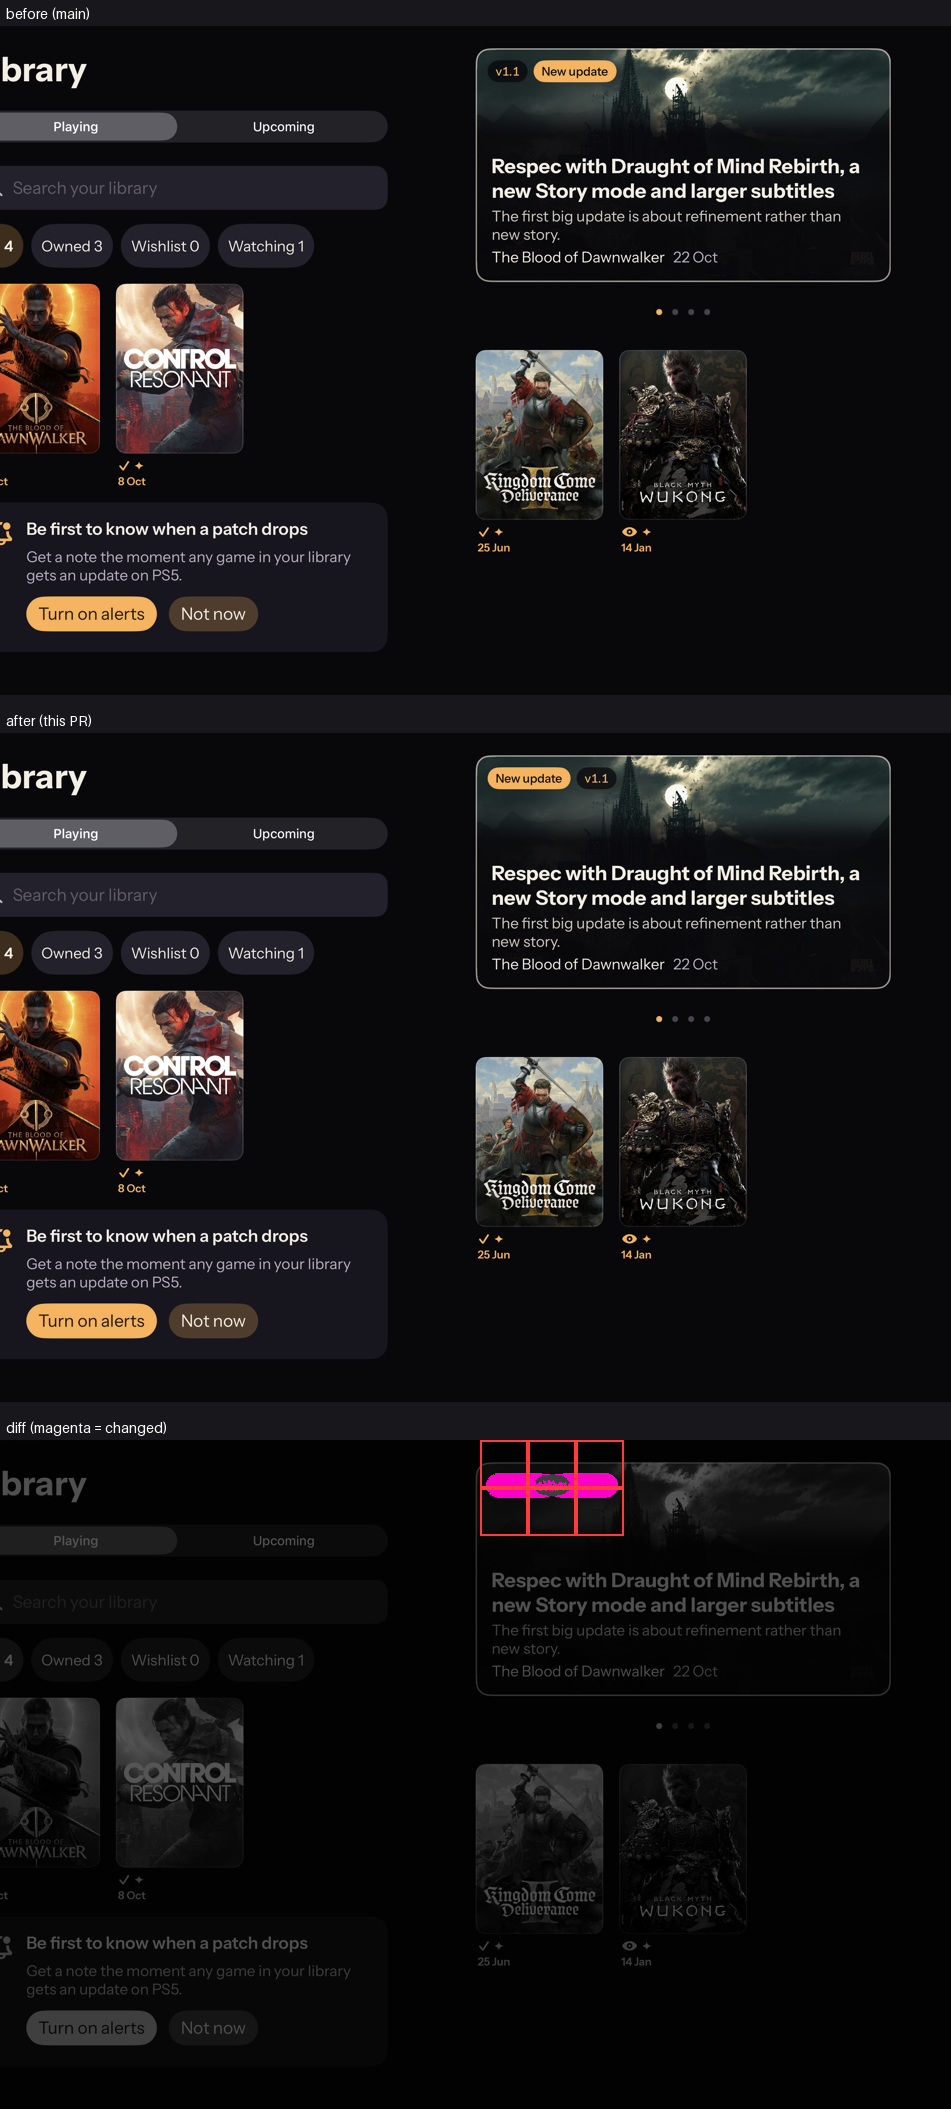 before (main)
brary
Playing
Upcoming
Search your library
4
Owned 3
Wishlist 0
Watching 1
THE BLOOD OF
AWNWALKER
ct
CONTROL
RESONANT
8 Oct
Be first to know when a patch drops
Get a note the moment any game in your library
gets an update on PS5.
Turn on alerts
Not now
v1.1
New update
Respec with Draught of Mind Rebirth, a
new Story mode and larger subtitles
The first big update is about refinement rather than
new story.
The Blood of Dawnwalker 22 Oct
Kingdom Come
II
Deliverance
25 Jun
BLACK MYTH
WUKONG
14 Jan
after (this PR)
brary
Playing
Upcoming
Search your library
4
Owned 3
Wishlist 0
Watching 1
THE BLOOD OF
AWNWALKER
ct
CONTROL
RESONANT
8 Oct
Be first to know when a patch drops
Get a note the moment any game in your library
gets an update on PS5.
Turn on alerts
Not now
New update
v1.1
Respec with Draught of Mind Rebirth, a
new Story mode and larger subtitles
The first big update is about refinement rather than
new story.
The Blood of Dawnwalker 22 Oct
Kingdom Come
II
Deliverance
25 Jun
BLACK MYTH
WUKONG
14 Jan
diff (magenta = changed)
brary
Playing
Upcoming
Search your library
4
Owned 3
Wishlist 0
Watching 1
THE BLOOD OF
AWNWALKER
ct
CONTROL
RESONANT
8 Oct
Be first to know when a patch drops
Get a note the moment any game in your library
gets an update on PS5.
Turn on alerts
Not now
Respec with Draught of Mind Rebirth, a
new Story mode and larger subtitles
The first big update is about refinement rather than
new story.
The Blood of Dawnwalker 22 Oct
Kingdom Come
II
Deliverance
25 Jun
BLACK MYTH
WUKONG
14 Jan